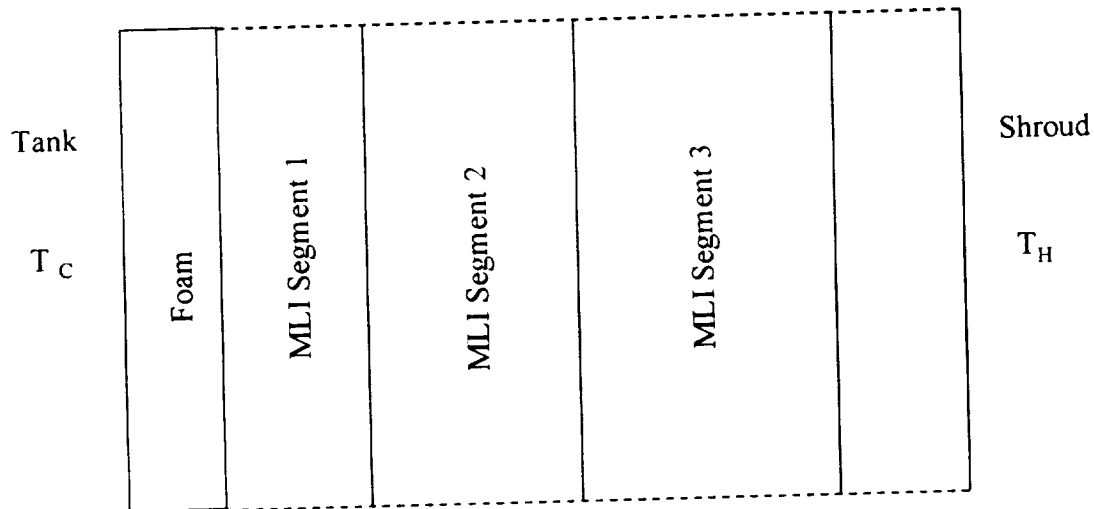 Tank
T C
Foam
MLI Segment 1
MLI Segment 2
MLI Segment 3
Shroud
T H